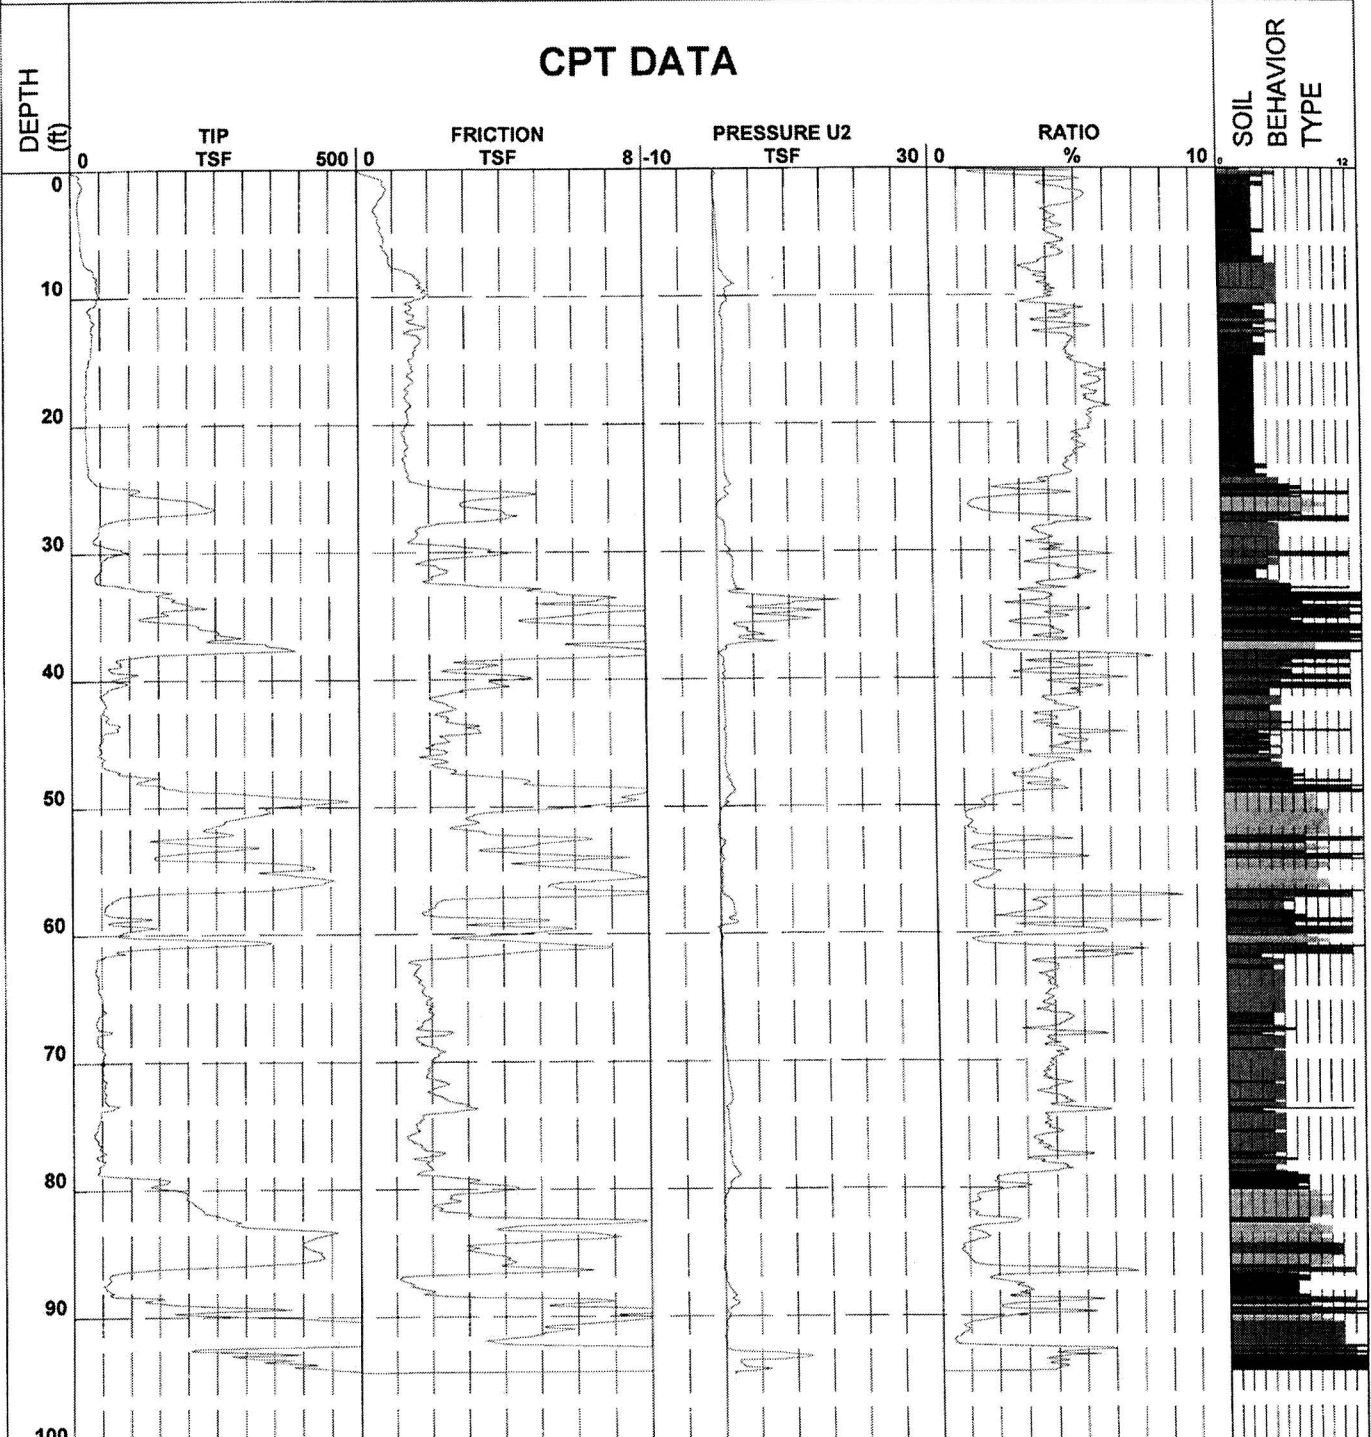 CPT DATA
DEPTH
(ft)
SOIL
BEHAVIOR
TYPE
TIP FRICTION PRESSURE U2 RATIO
TSF TSF TSF %
0 500 0 8 -10 30 0 10 0 12
0
10
20
30
40
50
60
70
80
90
100